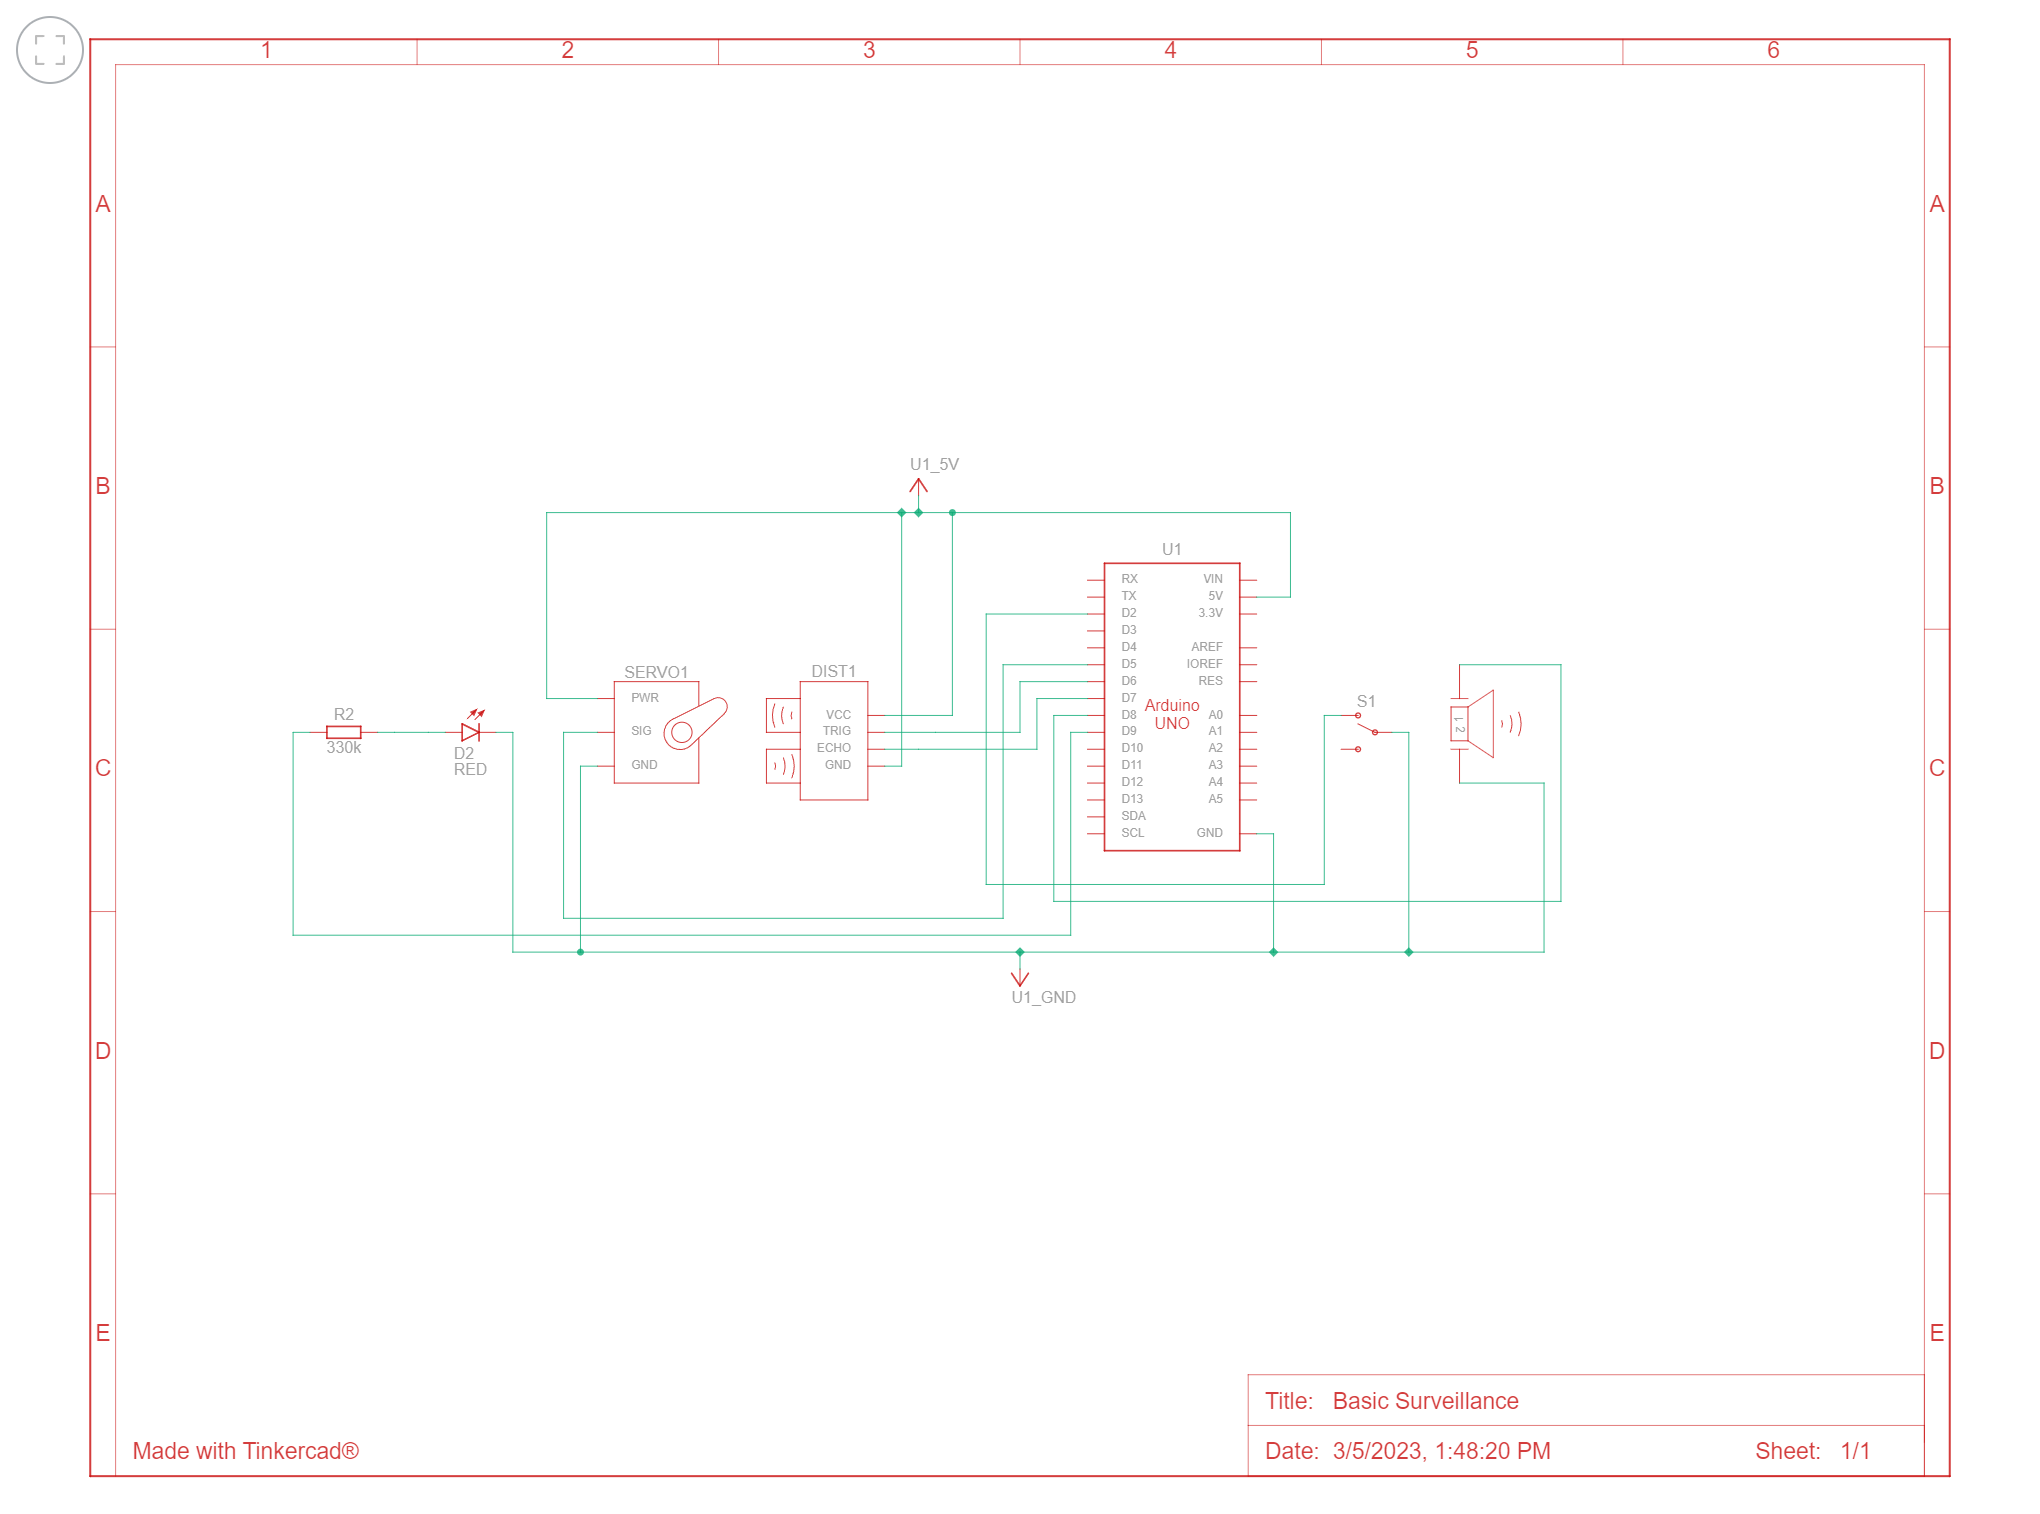 1 2 3 4 5 6
A A
B B
U1_5V
U1
RX VIN
TX 5V
D2 3.3V
D3
D4 AREF
D5 IOREF
D6 RES
D7
Arduino
UNO
D8 A0
D9 A1
D10 A2
D11 A3
D12 A4
D13 A5
SDA
SCL GND
SERVO1
PWR
SIG
GND
DIST1
VCC
TRIG
ECHO
GND
R2
330k
D2
RED
S1
1 2
C C
U1_GND
D D
E E
Title: Basic Surveillance
Made with Tinkercad®
Date: 3/5/2023, 1:48:20 PM Sheet: 1/1